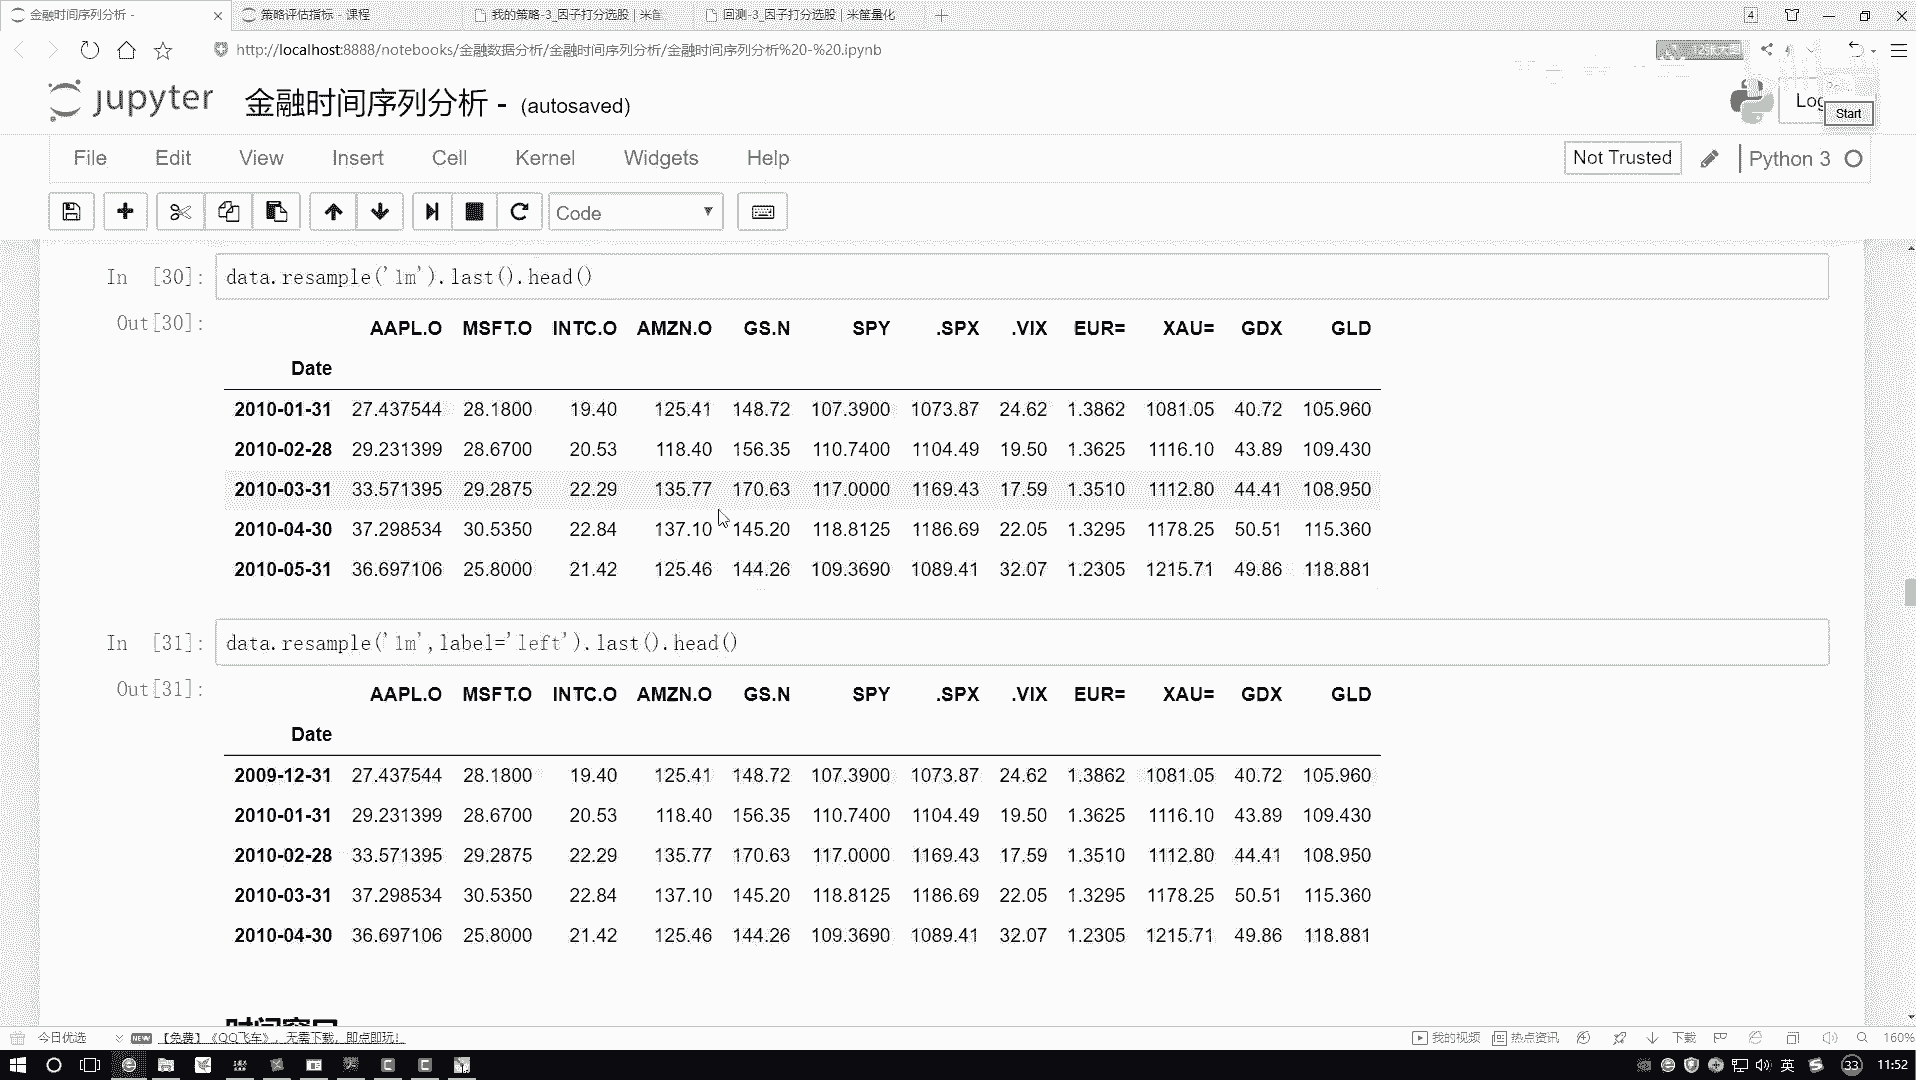 金融时间序列分析 -
策略评估指标 - 课程
我的策略-3_因子打分选股 | 米筐
回测-3_因子打分选股 | 米筐量化
4
http://localhost:8888/notebooks/金融数据分析/金融时间序列分析/金融时间序列分析%20-%20.ipynb
jupyter 金融时间序列分析 - (autosaved)
Start
File Edit View Insert Cell Kernel Widgets Help
Not Trusted
Python 3
Code
In [30]: data.resample('1m').last().head()
Out[30]:
AAPL.O MSFT.O INTC.O AMZN.O GS.N SPY .SPX .VIX EUR= XAU= GDX GLD
Date
2010-01-31 27.437544 28.1800 19.40 125.41 148.72 107.3900 1073.87 24.62 1.3862 1081.05 40.72 105.960
2010-02-28 29.231399 28.6700 20.53 118.40 156.35 110.7400 1104.49 19.50 1.3625 1116.10 43.89 109.430
2010-03-31 33.571395 29.2875 22.29 135.77 170.63 117.0000 1169.43 17.59 1.3510 1112.80 44.41 108.950
2010-04-30 37.298534 30.5350 22.84 137.10 145.20 118.8125 1186.69 22.05 1.3295 1178.25 50.51 115.360
2010-05-31 36.697106 25.8000 21.42 125.46 144.26 109.3690 1089.41 32.07 1.2305 1215.71 49.86 118.881
In [31]: data.resample('1m',label='left').last().head()
Out[31]:
AAPL.O MSFT.O INTC.O AMZN.O GS.N SPY .SPX .VIX EUR= XAU= GDX GLD
Date
2009-12-31 27.437544 28.1800 19.40 125.41 148.72 107.3900 1073.87 24.62 1.3862 1081.05 40.72 105.960
2010-01-31 29.231399 28.6700 20.53 118.40 156.35 110.7400 1104.49 19.50 1.3625 1116.10 43.89 109.430
2010-02-28 33.571395 29.2875 22.29 135.77 170.63 117.0000 1169.43 17.59 1.3510 1112.80 44.41 108.950
2010-03-31 37.298534 30.5350 22.84 137.10 145.20 118.8125 1186.69 22.05 1.3295 1178.25 50.51 115.360
2010-04-30 36.697106 25.8000 21.42 125.46 144.26 109.3690 1089.41 32.07 1.2305 1215.71 49.86 118.881
今日优选
NEW 【免费】《QQ飞车》,无需下载,即点即玩!
我的视频
热点资讯
下载
160%
英
33
11:52